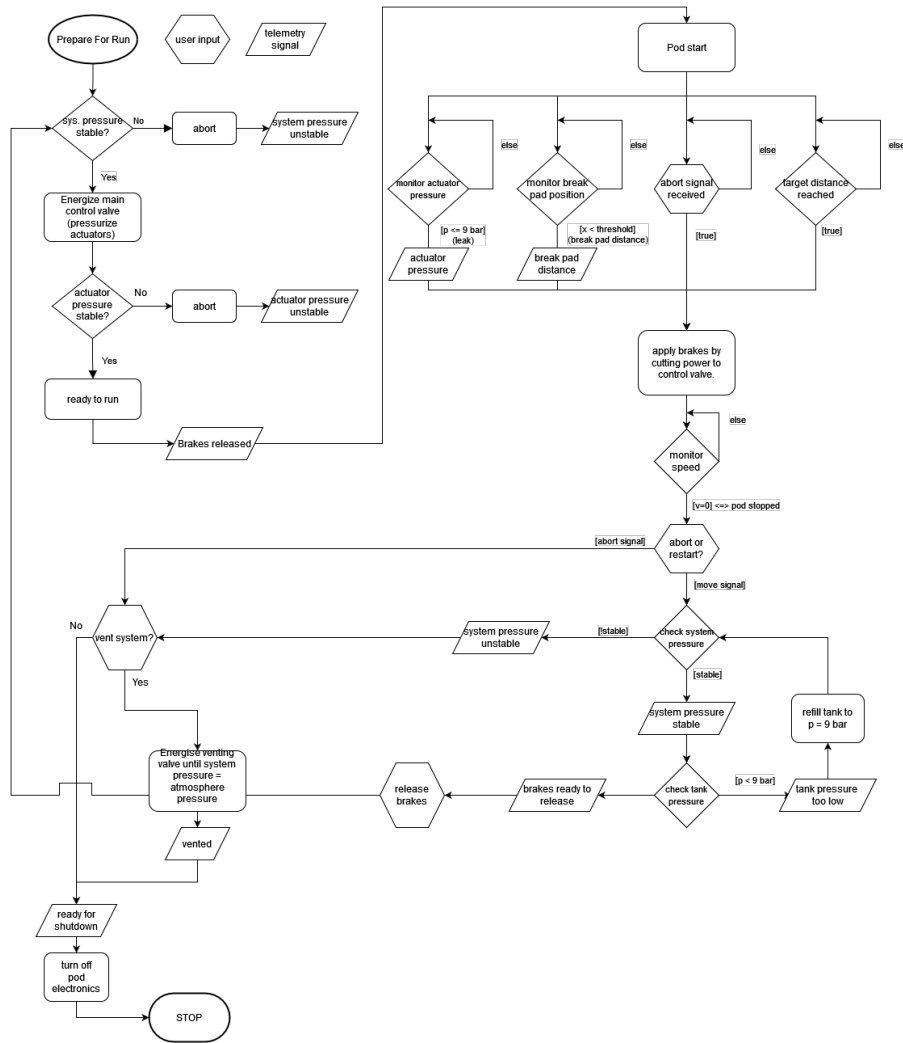 Prepare For Run
user input
telemetry
signal
Pod start
sys. pressure
stable?
No
abort
system pressure
unstable
Yes
Energize main
control valve
(pressurize
actuators)
actuator
pressure
stable?
No
abort
actuator pressure
unstable
Yes
ready to run
Brakes released
else
else
else
else
monitor actuator
pressure
monitor break
pad position
abort signal
received
target distance
reached
[p <= 9 bar]
(leak)
[x < threshold]
(break pad distance)
[true]
[true]
actuator
pressure
break pad
distance
apply brakes by
cutting power to
control valve.
else
monitor
speed
[v=0] <=> pod stopped
abort or
restart?
[abort signal]
[move signal]
No
vent system?
system pressure
unstable
[!stable]
check system
pressure
Yes
[stable]
system pressure
stable
refill tank to
p = 9 bar
Energise venting
valve until system
pressure =
atmosphere
pressure
release
brakes
brakes ready to
release
check tank
pressure
[p < 9 bar]
tank pressure
too low
vented
ready for
shutdown
turn off
pod
electronics
STOP